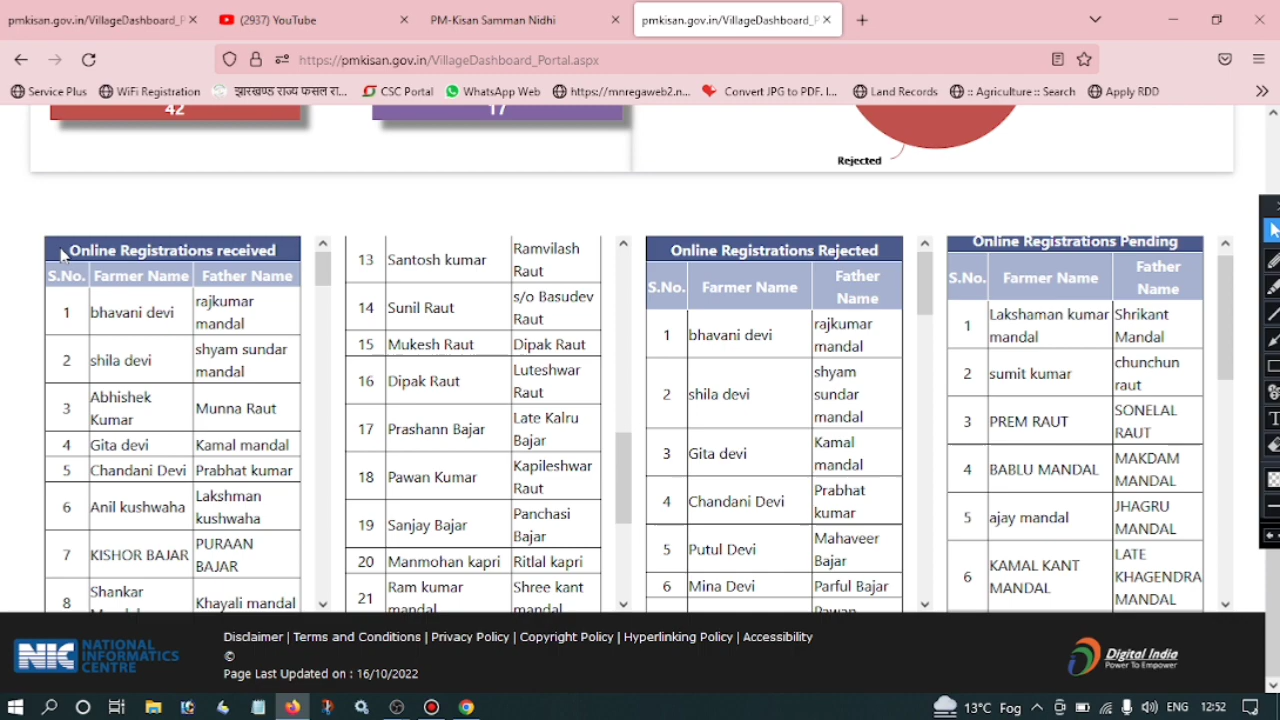 pmkisan.gov.in/VillageDashboard_P
(2937) YouTube
PM-Kisan Samman Nidhi
pmkisan.gov.in/VillageDashboard_P
https://pmkisan.gov.in/VillageDashboard_Portal.aspx
Service Plus
WiFi Registration
झारखण्ड राज्य फसल रा...
CSC Portal
WhatsApp Web
https://mnregaweb2.n...
Convert JPG to PDF. I...
Land Records
:: Agriculture :: Search
Apply RDD
42
17
Rejected
Online Registrations received
S.No. Farmer Name Father Name
1 bhavani devi rajkumar mandal
2 shila devi shyam sundar mandal
3 Abhishek Kumar Munna Raut
4 Gita devi Kamal mandal
5 Chandani Devi Prabhat kumar
6 Anil kushwaha Lakshman kushwaha
7 KISHOR BAJAR PURAAN BAJAR
8 Shankar Khayali mandal
13 Santosh kumar Ramvilash Raut
14 Sunil Raut s/o Basudev Raut
15 Mukesh Raut Dipak Raut
16 Dipak Raut Luteshwar Raut
17 Prashann Bajar Late Kalru Bajar
18 Pawan Kumar Kapileshwar Raut
19 Sanjay Bajar Panchasi Bajar
20 Manmohan kapri Ritlal kapri
21 Ram kumar mandal Shree kant mandal
Online Registrations Rejected
S.No. Farmer Name Father Name
1 bhavani devi rajkumar mandal
2 shila devi shyam sundar mandal
3 Gita devi Kamal mandal
4 Chandani Devi Prabhat kumar
5 Putul Devi Mahaveer Bajar
6 Mina Devi Parful Bajar
Pawan
Online Registrations Pending
S.No. Farmer Name Father Name
1 Lakshaman kumar mandal Shrikant Mandal
2 sumit kumar chunchun raut
3 PREM RAUT SONELAL RAUT
4 BABLU MANDAL MAKDAM MANDAL
5 ajay mandal JHAGRU MANDAL
6 KAMAL KANT MANDAL LATE KHAGENDRA MANDAL
NIC NATIONAL INFORMATICS CENTRE
Disclaimer | Terms and Conditions | Privacy Policy | Copyright Policy | Hyperlinking Policy | Accessibility
©
Page Last Updated on : 16/10/2022
Digital India
Power To Empower
13°C Fog
ENG
12:52